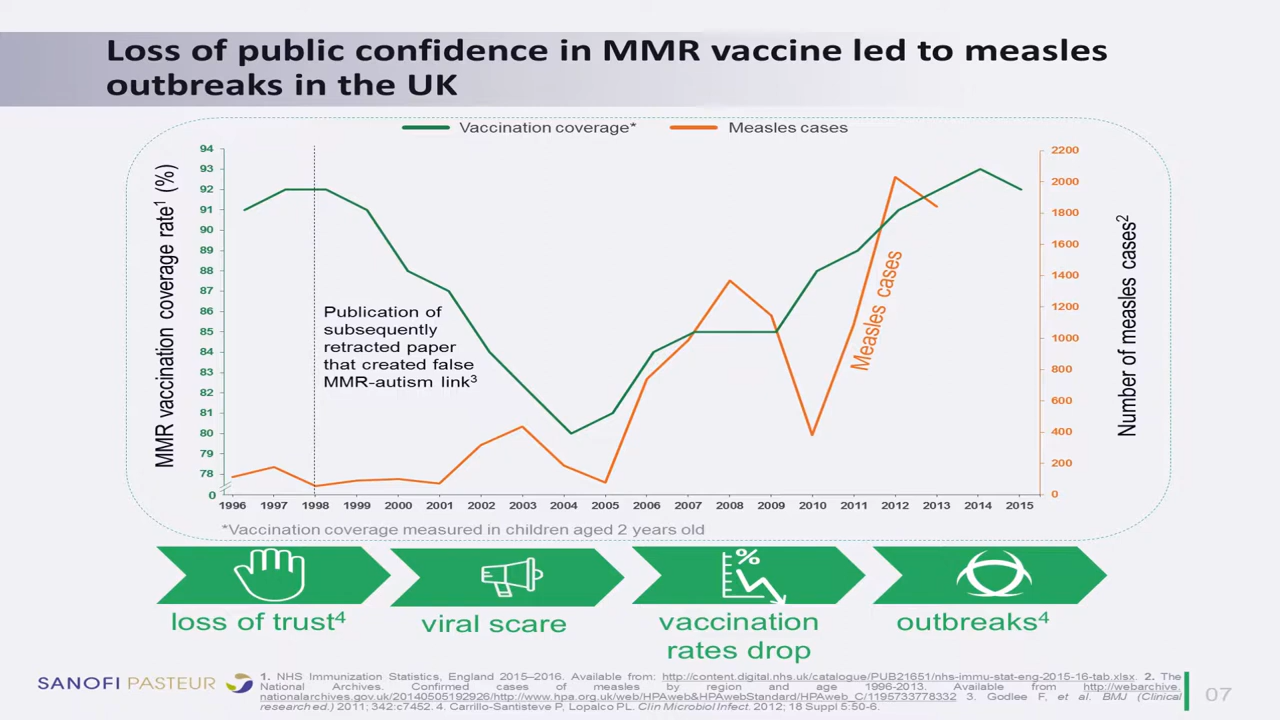 Loss of public confidence in MMR vaccine led to measles
outbreaks in the UK
Vaccination coverage*
Measles cases
MMR vaccination coverage rate1 (%)
94
93
92
91
90
89
88
87
86
85
84
83
82
81
80
79
78
0
Publication of
subsequently
retracted paper
that created false
MMR-autism link3
Measles cases
2200
2000
1800
1600
1400
1200
1000
800
600
400
200
0
Number of measles cases2
1996 1997 1998 1999 2000 2001 2002 2003 2004 2005 2006 2007 2008 2009 2010 2011 2012 2013 2014 2015
*Vaccination coverage measured in children aged 2 years old
%
loss of trust4
viral scare
vaccination
rates drop
outbreaks4
SANOFI PASTEUR
1. NHS Immunization Statistics, England 2015–2016. Available from: http://content.digital.nhs.uk/catalogue/PUB21651/nhs-immu-stat-eng-2015-16-tab.xlsx. 2. The
National Archives. Confirmed cases of measles by region and age 1996-2013. Available from http://webarchive.
nationalarchives.gov.uk/20140505192926/http://www.hpa.org.uk/web/HPAweb&HPAwebStandard/HPAweb_C/1195733778332 3. Godlee F, et al. BMJ (Clinical
research ed.) 2011; 342:c7452. 4. Carrillo-Santisteve P, Lopalco PL. Clin Microbiol Infect. 2012; 18 Suppl 5:50-6.
07